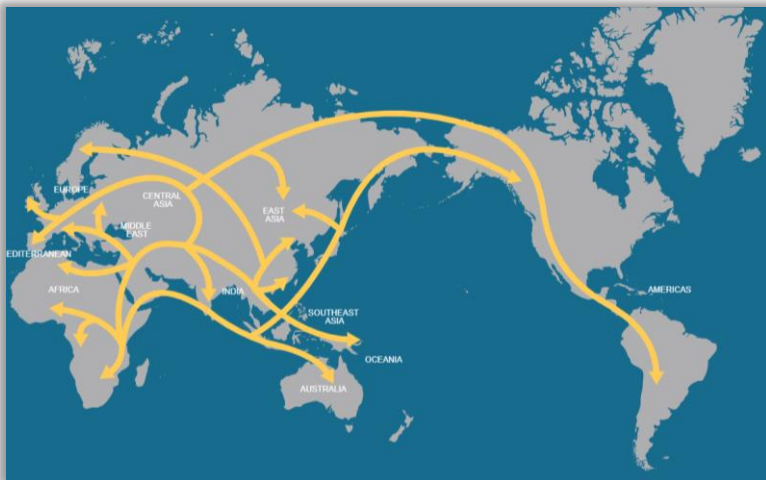 EUROPE
CENTRAL
ASIA
EAST
ASIA
MIDDLE
EAST
EDITERRANEAN
AFRICA
INDIA
AMERICAS
SOUTHEAST
ASIA
OCEANIA
AUSTRALIA